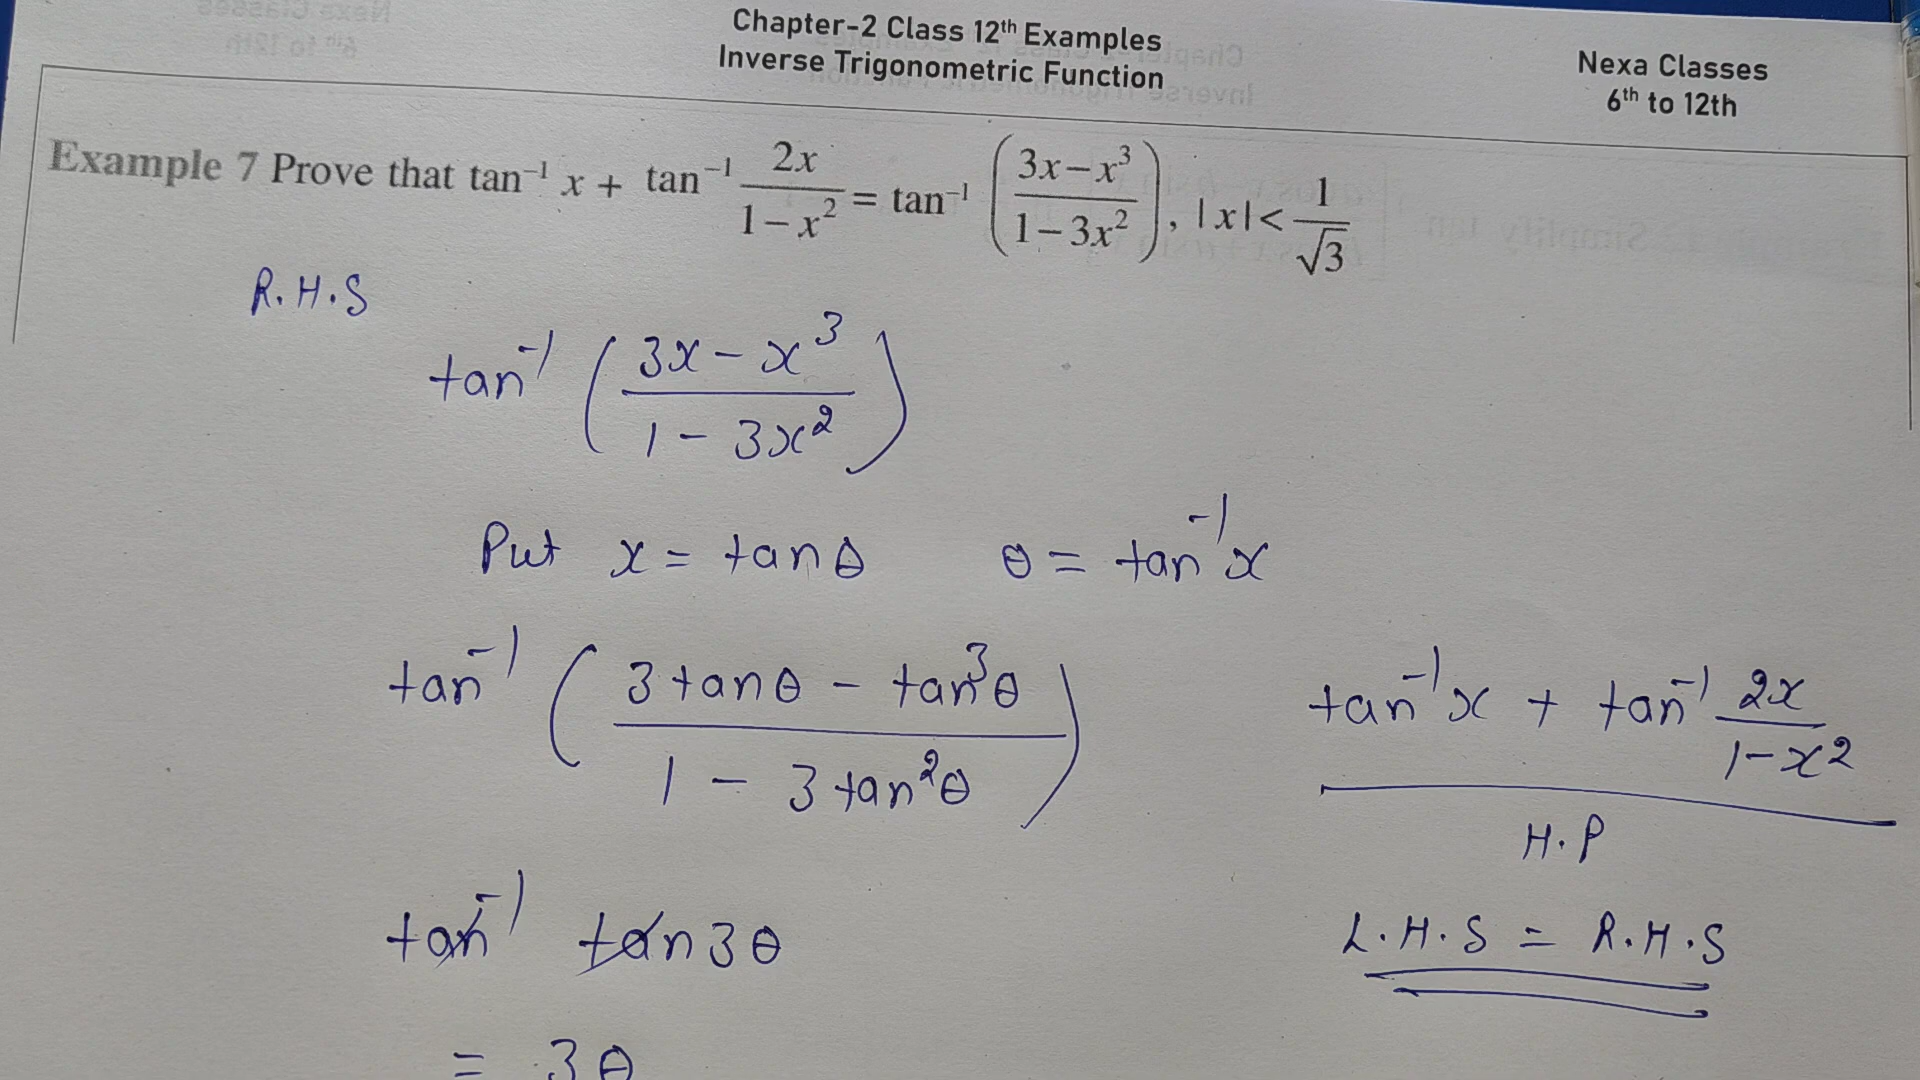 Chapter-2 Class 12th Examples
Inverse Trigonometric Function
Nexa Classes
6th to 12th
Example 7 Prove that tan⁻¹ x + tan⁻¹ 2x/(1 – x²) = tan⁻¹ ((3x – x³)/(1 – 3x²)), |x| < 1/√3
R.H.S
tan⁻¹ ((3x – x³)/(1 – 3x²))
Put x = tanθ θ = tan⁻¹x
tan⁻¹ ((3tanθ – tan³θ)/(1 – 3tan²θ))
tan⁻¹ tan3θ
= 3θ
tan⁻¹x + tan⁻¹ 2x/(1–x²)
H.P
L.H.S = R.H.S